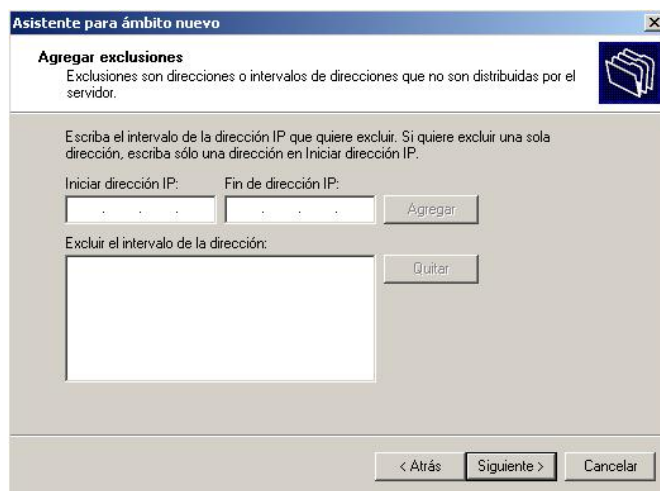 Asistente para ámbito nuevo
Agregar exclusiones
Exclusiones son direcciones o intervalos de direcciones que no son distribuidas por el
servidor.
Escriba el intervalo de la dirección IP que quiere excluir. Si quiere excluir una sola
dirección, escriba sólo una dirección en Iniciar dirección IP.
Iniciar dirección IP: Fin de dirección IP:
Agregar
Excluir el intervalo de la dirección:
Quitar
< Atrás Siguiente > Cancelar